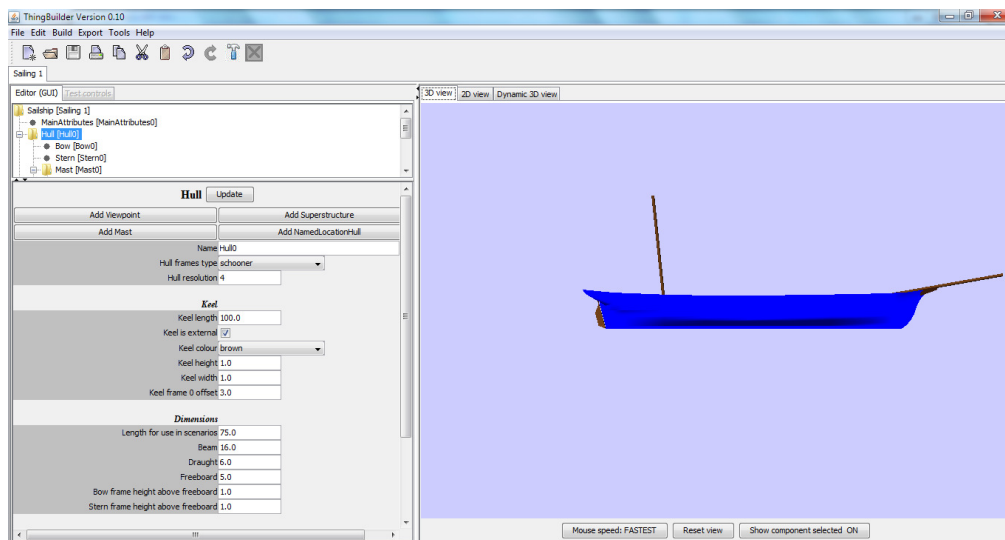 ThingBuilder Version 0.10
File Edit Build Export Tools Help
Sailing 1
Editor (GUI) Test controls
Sailship [Sailing 1]
MainAttributes [MainAttributes0]
Hull [Hull0]
Bow [Bow0]
Stern [Stern0]
Mast [Mast0]
Hull Update
Add Viewpoint Add Superstructure
Add Mast Add NamedLocationHull
Name Hull0
Hull frames type schooner
Hull resolution 4
Keel
Keel length 100.0
Keel is external
Keel colour brown
Keel height 1.0
Keel width 1.0
Keel frame 0 offset 3.0
Dimensions
Length for use in scenarios 75.0
Beam 16.0
Draught 6.0
Freeboard 5.0
Bow frame height above freeboard 1.0
Stern frame height above freeboard 1.0
3D view 2D view Dynamic 3D view
Mouse speed: FASTEST Reset view Show component selected ON